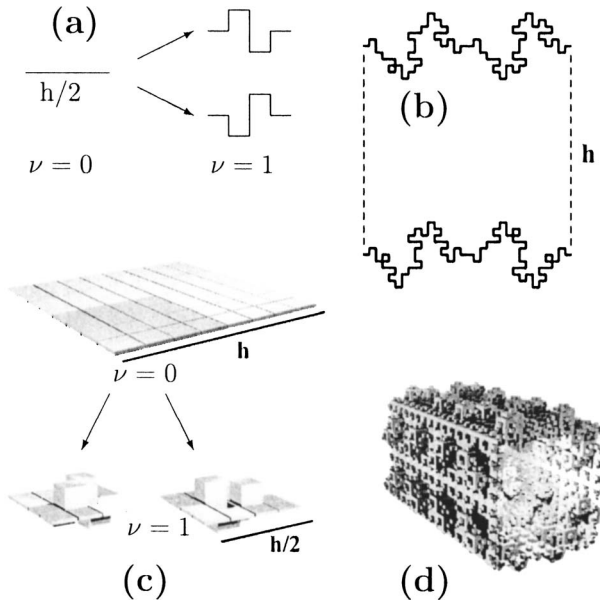 (a)
h/2
ν = 0
ν = 1
(b)
h
h
ν = 0
ν = 1
h/2
(c)
(d)